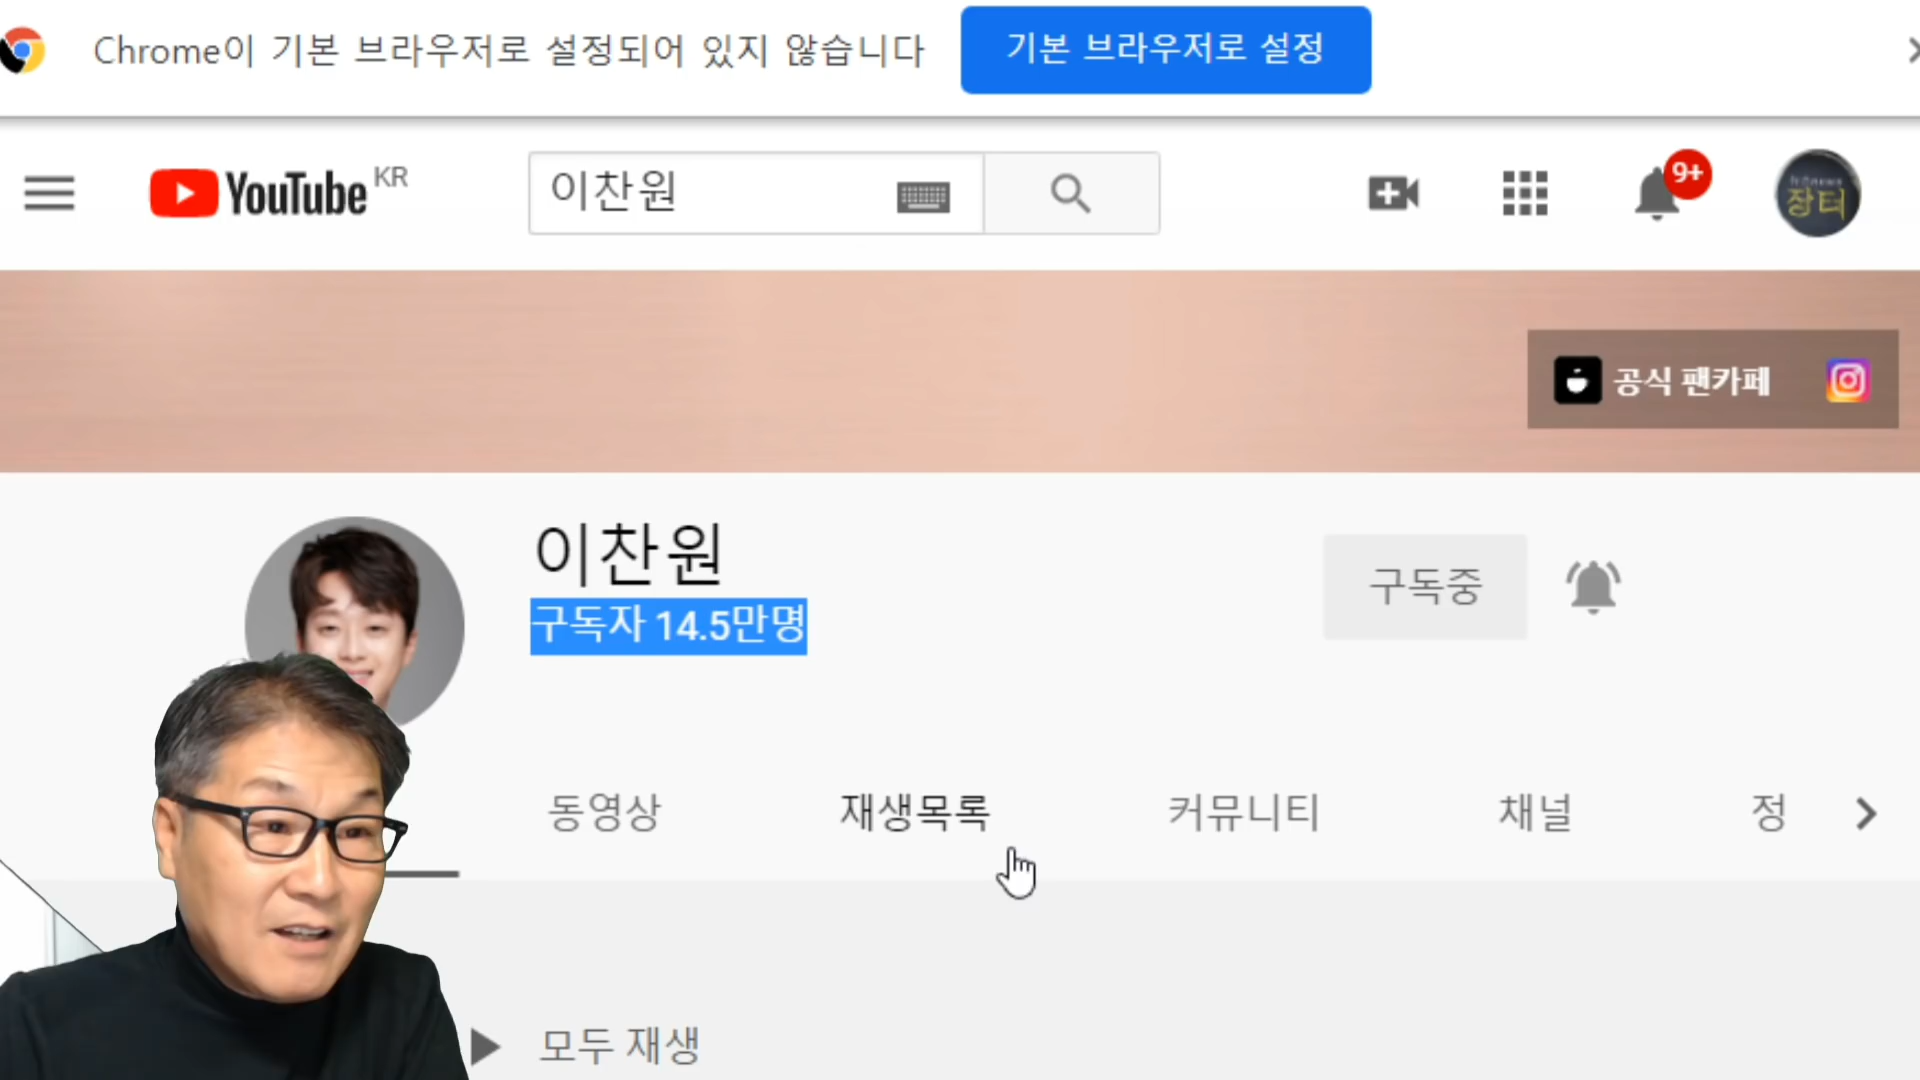 Chrome이 기본 브라우저로 설정되어 있지 않습니다 기본 브라우저로 설정
YouTube KR 이찬원 9+ 장터
공식 팬카페
이찬원
구독자 14.5만명
구독중
동영상 재생목록 커뮤니티 채널 정
모두 재생